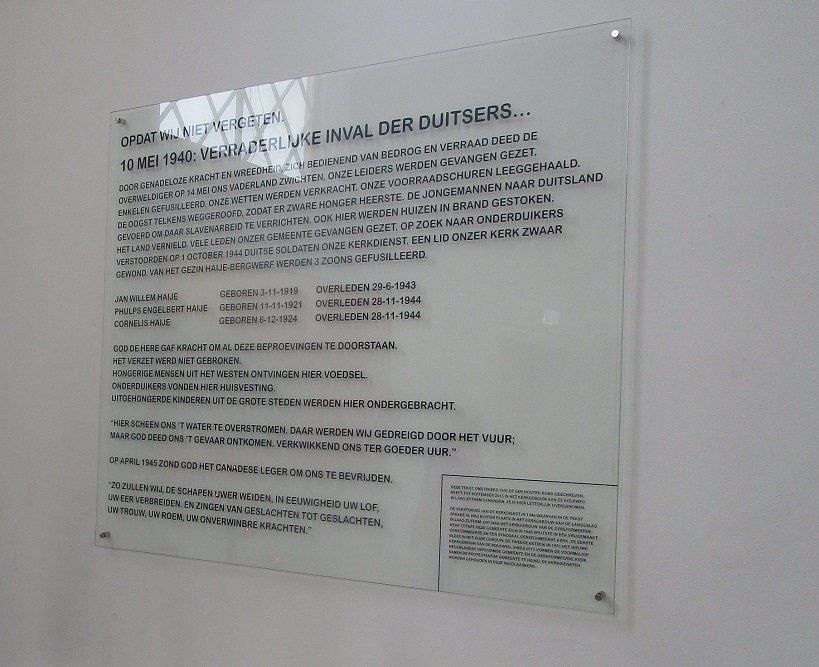 OPDAT WIJ NIET VERGETEN.
10 MEI 1940: VERRADERLIJKE INVAL DER DUITSERS...
DOOR GENADELOZE KRACHT EN WREEDHEID, ZICH BEDIENEND VAN BEDROG EN VERRAAD DEED DE
OVERWELDIGER OP 14 MEI ONS VADERLAND ZWICHTEN. ONZE LEIDERS WERDEN GEVANGEN GEZET.
ENKELEN GEFUSILLEERD. ONZE WETTEN WERDEN VERKRACHT. ONZE VOORRAADSCHUREN LEEGGEHAALD.
DE OOGST TELKENS WEGGEROOFD, ZODAT ER ZWARE HONGER HEERSTE. DE JONGEMANNEN NAAR DUITSLAND
GEVOERD OM DAAR SLAVENARBEID TE VERRICHTEN. OOK HIER WERDEN HUIZEN IN BRAND GESTOKEN.
HET LAND VERNIELD. VELE LEDEN ONZER GEMEENTE GEVANGEN GEZET. OP ZOEK NAAR ONDERDUIKERS
VERSTOORDEN OP 1 OCTOBER 1944 DUITSE SOLDATEN ONZE KERKDIENST. EEN LID ONZER KERK ZWAAR
GEWOND. VAN HET GEZIN HAIJE-BERGWERF WERDEN 3 ZOONS GEFUSILLEERD.
JAN WILLEM HAIJE GEBOREN 3-11-1919 OVERLEDEN 29-6-1943
PHULPS ENGELBERT HAIJE GEBOREN 11-11-1921 OVERLEDEN 28-11-1944
CORNELIS HAIJE GEBOREN 6-12-1924 OVERLEDEN 28-11-1944
GOD DE HERE GAF KRACHT OM AL DEZE BEPROEVINGEN TE DOORSTAAN.
HET VERZET WERD NIET GEBROKEN.
HONGERIGE MENSEN UIT HET WESTEN ONTVINGEN HIER VOEDSEL.
ONDERDUIKERS VONDEN HIER HUISVESTING.
UITGEHONGERDE KINDEREN UIT DE GROTE STEDEN WERDEN HIER ONDERGEBRACHT.
"HIER SCHEEN ONS 'T WATER TE OVERSTROMEN. DAAR WERDEN WIJ GEDREIGD DOOR HET VUUR;
MAAR GOD DEED ONS 'T GEVAAR ONTKOMEN. VERKWIKKEND ONS TER GOEDER UUR."
OP APRIL 1945 ZOND GOD HET CANADESE LEGER OM ONS TE BEVRIJDEN.
"ZO ZULLEN WIJ, DE SCHAPEN UWER WEIDEN, IN EEUWIGHEID UW LOF,
UW EER VERBREIDEN. EN ZINGEN VAN GESLACHTEN TOT GESLACHTEN,
UW TROUW, UW ROEM, UW ONVERWINBRE KRACHTEN."